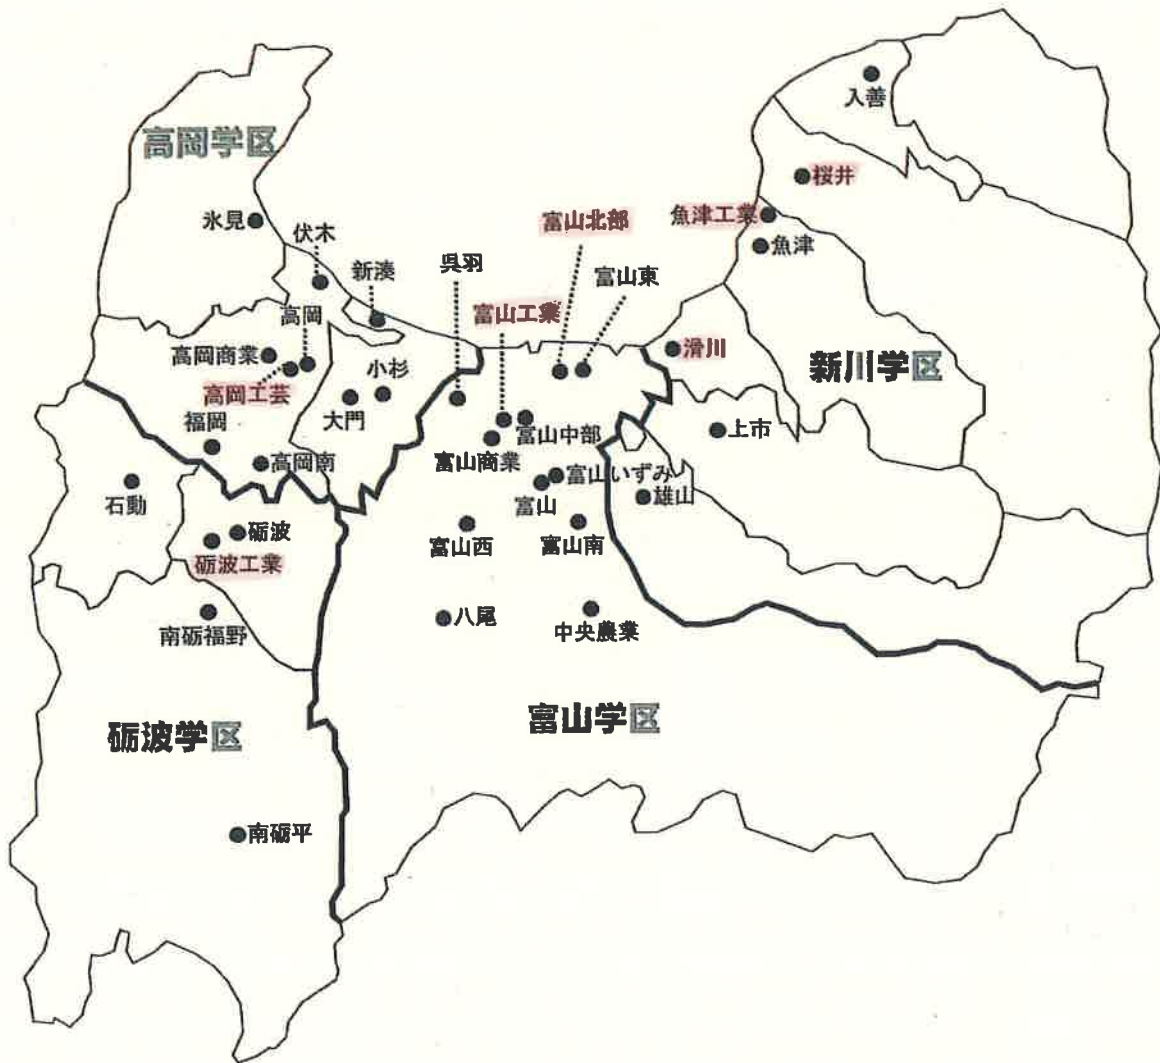 入善
高岡学区
桜井
氷見
伏木
富山北部
魚津工業
魚津
呉羽
新湊
富山東
高岡
富山工業
高岡商業
滑川
小杉
新川学区
高岡工芸
大門
福岡
富山中部
上市
高岡南
富山商業
石動
富山いずみ
富山
雄山
砺波
富山西
富山南
砺波工業
南砺福野
八尾
中央農業
砺波学区
富山学区
南砺平